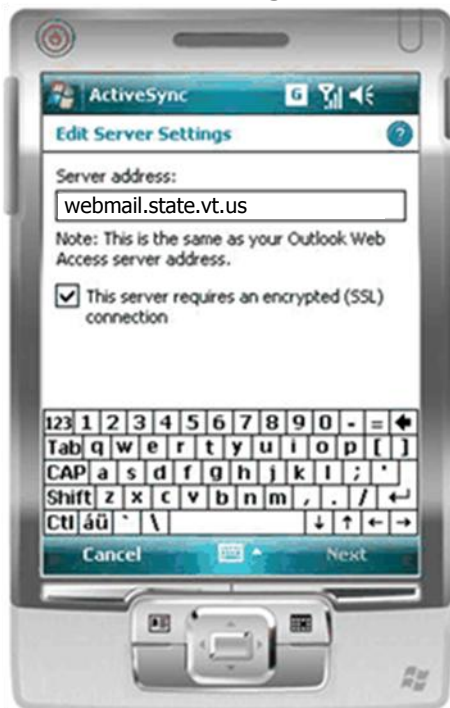 ActiveSync G
Edit Server Settings ?
Server address:
webmail.state.vt.us
Note: This is the same as your Outlook Web
Access server address.
This server requires an encrypted (SSL)
connection
123 1 2 3 4 5 6 7 8 9 0 - =
Tab q w e r t y u i o p [ ]
CAP a s d f g h j k l ; '
Shift z x c v b n m , . /
Ctl áü ` \
Cancel Next